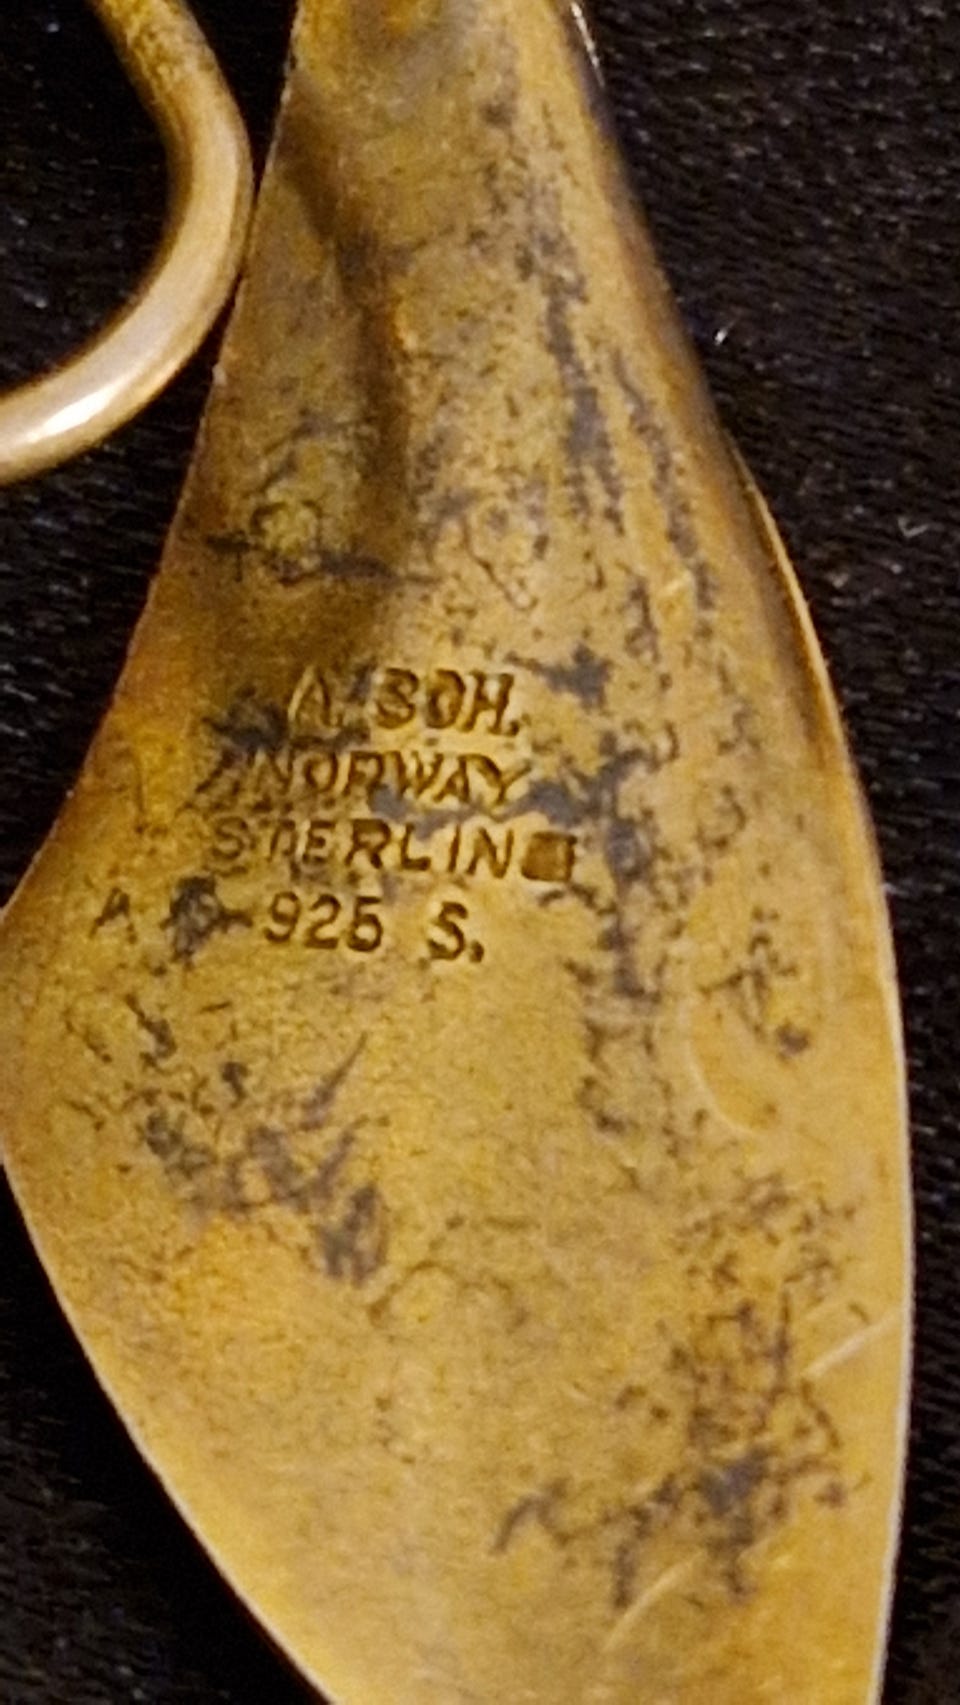 A. SCH.
NORWAY
STERLING
925 S.